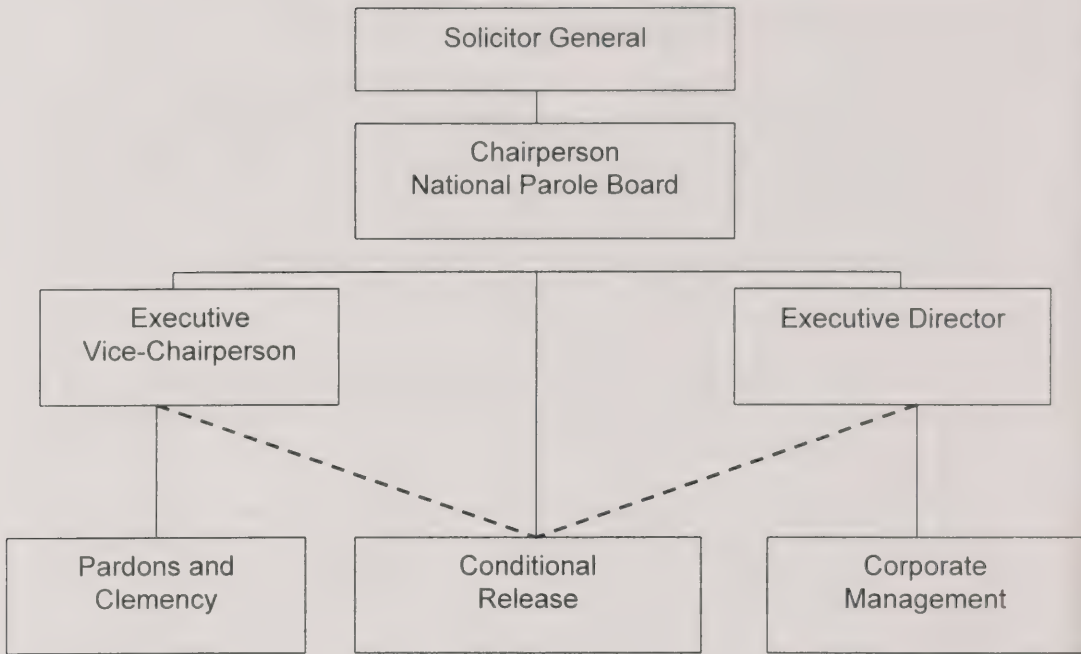 Solicitor General
Chairperson
National Parole Board
Executive
Vice-Chairperson
Executive Director
Pardons and
Clemency
Conditional
Release
Corporate
Management